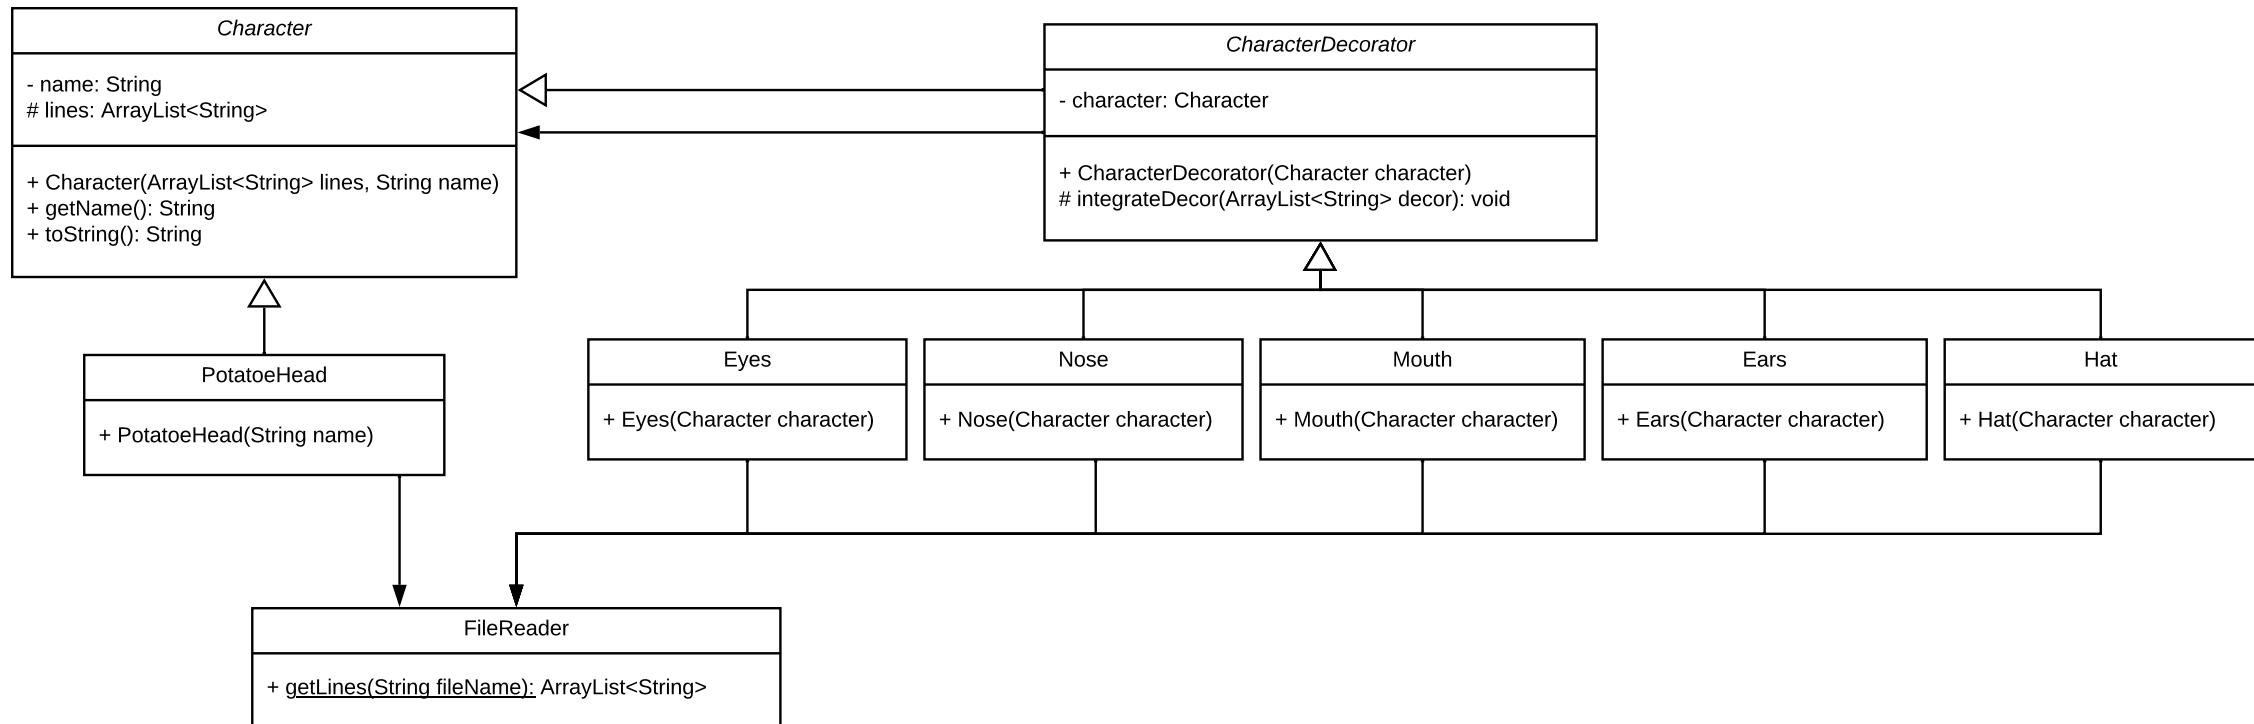 Character
- name: String
# lines: ArrayList<String>
+ Character(ArrayList<String> lines, String name)
+ getName(): String
+ toString(): String
CharacterDecorator
- character: Character
+ CharacterDecorator(Character character)
# integrateDecor(ArrayList<String> decor): void
PotatoeHead
+ PotatoeHead(String name)
Eyes
+ Eyes(Character character)
Nose
+ Nose(Character character)
Mouth
+ Mouth(Character character)
Ears
+ Ears(Character character)
Hat
+ Hat(Character character)
FileReader
+ getLines(String fileName): ArrayList<String>